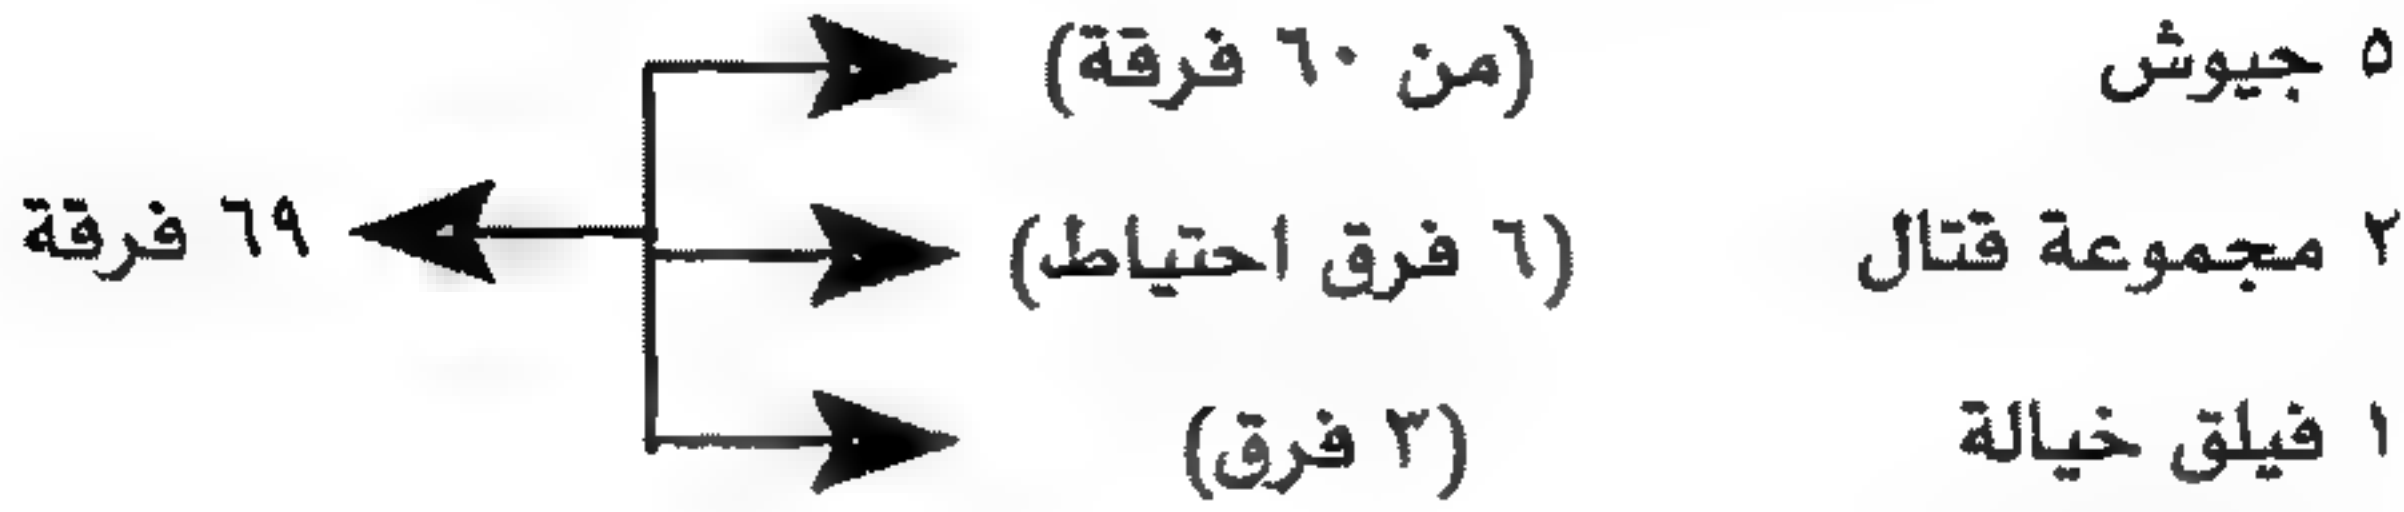 ٥ جيوش (من ٦٠ فرقة)
٢ مجموعة قتال (٦ فرق احتياط) ٦٩ فرقة
١ فيلق خيالة (٣ فرق)